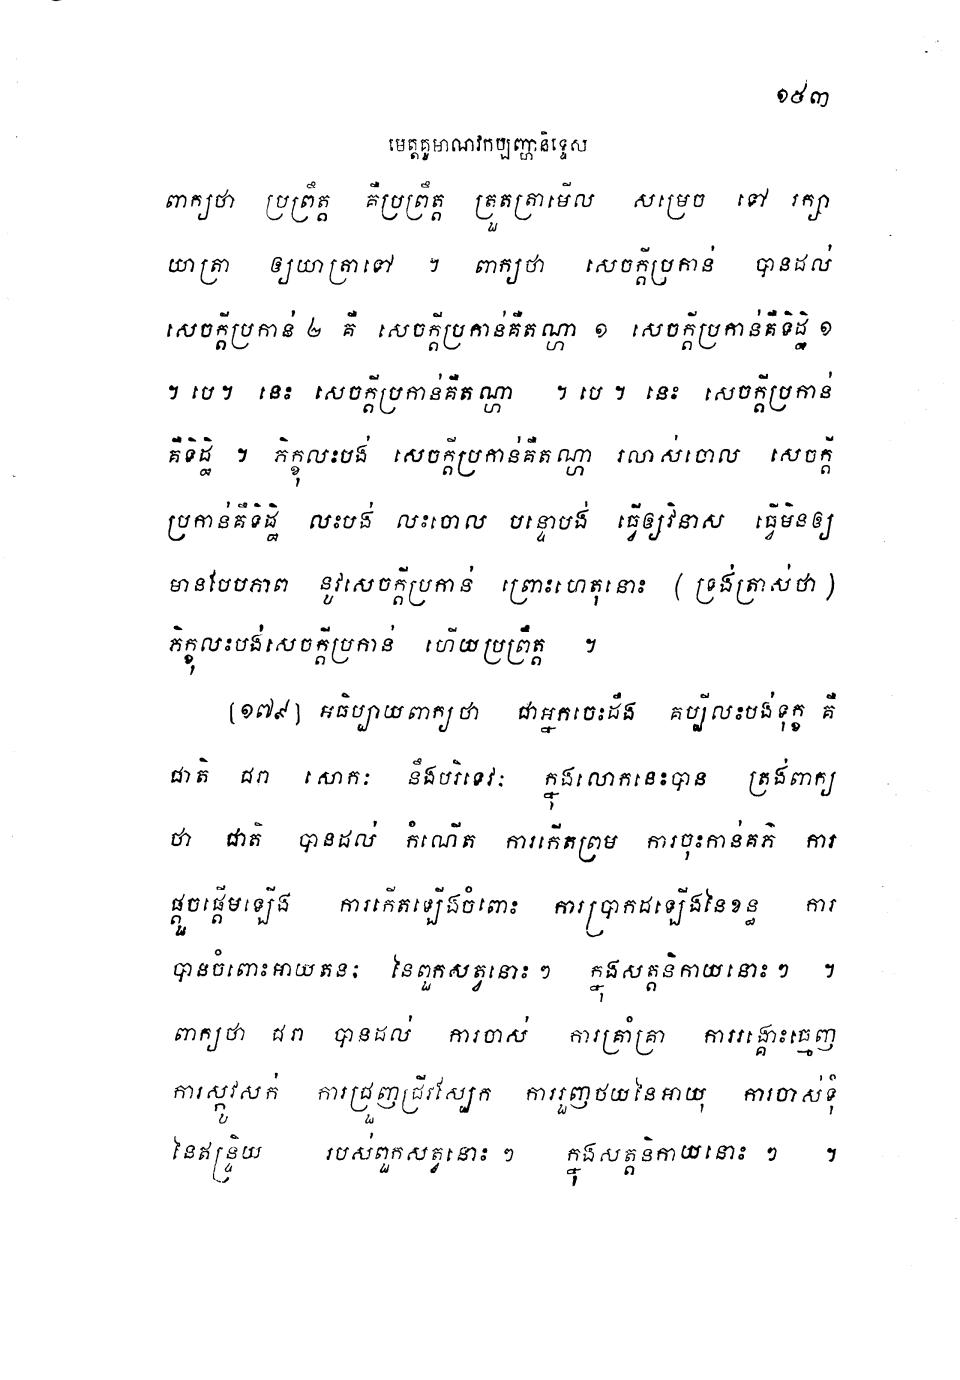 ១៥៣
មេត្តគូមាណវកប្បញ្ហានិទ្ទេស
ពាក្យថា ប្រព្រឹត្ត គឺប្រព្រឹត្ត ត្រួតត្រាមើល សម្រេច ទៅ រក្សា
យាត្រា ឲ្យយាត្រាទៅ ។ ពាក្យថា សេចក្តីប្រកាន់ បានដល់
សេចក្តីប្រកាន់ ២ គឺ សេចក្តីប្រកាន់គឺតណ្ហា ១ សេចក្តីប្រកាន់គឺទិដ្ឋិ ១
។ បេ។ នេះ សេចក្តីប្រកាន់គឺតណ្ហា ។ បេ ។ នេះ សេចក្តីប្រកាន់
គឺទិដ្ឋិ ។ ភិក្ខុលះបង់ សេចក្តីប្រកាន់គឺតណ្ហា រលាស់ចោល សេចក្តី
ប្រកាន់គឺទិដ្ឋិ លះបង់ លះចោល បន្ទោបង់ ធ្វើឲ្យវិនាស ធ្វើមិនឲ្យ
មានបែបភាព នូវសេចក្តីប្រកាន់ ព្រោះហេតុនោះ ( ទ្រង់ត្រាស់ថា )
ភិក្ខុលះបង់សេចក្តីប្រកាន់ ហើយប្រព្រឹត្ត ។
[១៧៩] អធិប្បាយពាក្យថា ជាអ្នកចេះដឹង គប្បីលះបង់ទុក្ខ គឺ
ជាតិ ជរា សោកៈ នឹងបរិទេវៈ ក្នុងលោកនេះបាន ត្រង់ពាក្យ
ថា ជាតិ បានដល់ កំណើត ការកើតព្រម ការចុះកាន់គភ៌ ការ
ផ្តួចផ្តើមឡើង ការកើតឡើងចំពោះ ការប្រាកដឡើងនៃខន្ធ ការ
បានចំពោះអាយតនៈ នៃពួកសត្វនោះ ៗ ក្នុងសត្តនិកាយនោះ ៗ ។
ពាក្យថា ជរា បានដល់ ការចាស់ ការគ្រាំគ្រា ការរង្គោះធ្មេញ
ការស្កូវសក់ ការជ្រួញជ្រីវស្បែក ការរួញថយនៃអាយុ ការចាស់ទុំ
នៃឥន្ទ្រិយ របស់ពួកសត្វនោះ ៗ ក្នុងសត្តនិកាយនោះ ៗ ។